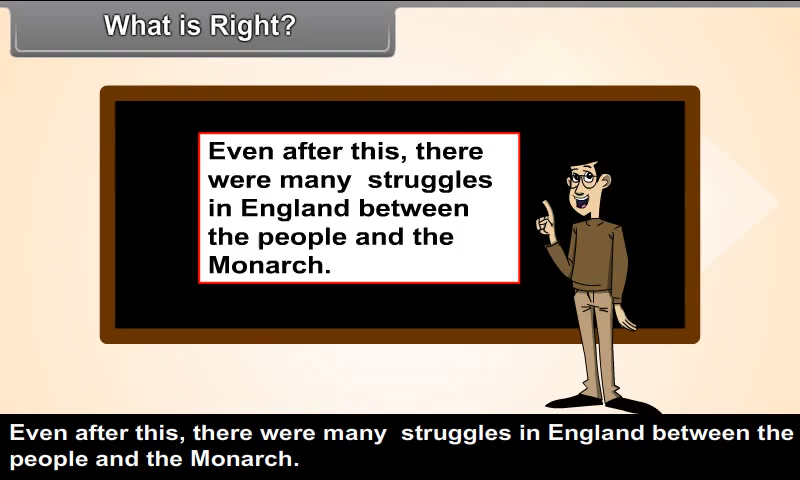 What is Right?
Even after this, there
were many  struggles
in England between
the people and the
Monarch.
Even after this, there were many  struggles in England between the
people and the Monarch.